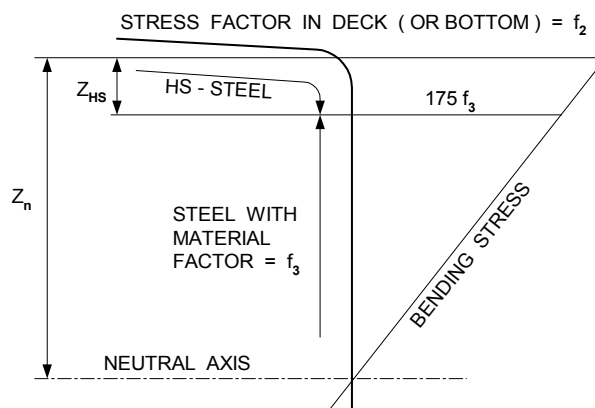 STRESS FACTOR IN DECK ( OR BOTTOM ) = f₂
Z_HS
HS - STEEL
175 f₃
Zₙ
STEEL WITH
MATERIAL
FACTOR = f₃
BENDING STRESS
NEUTRAL AXIS